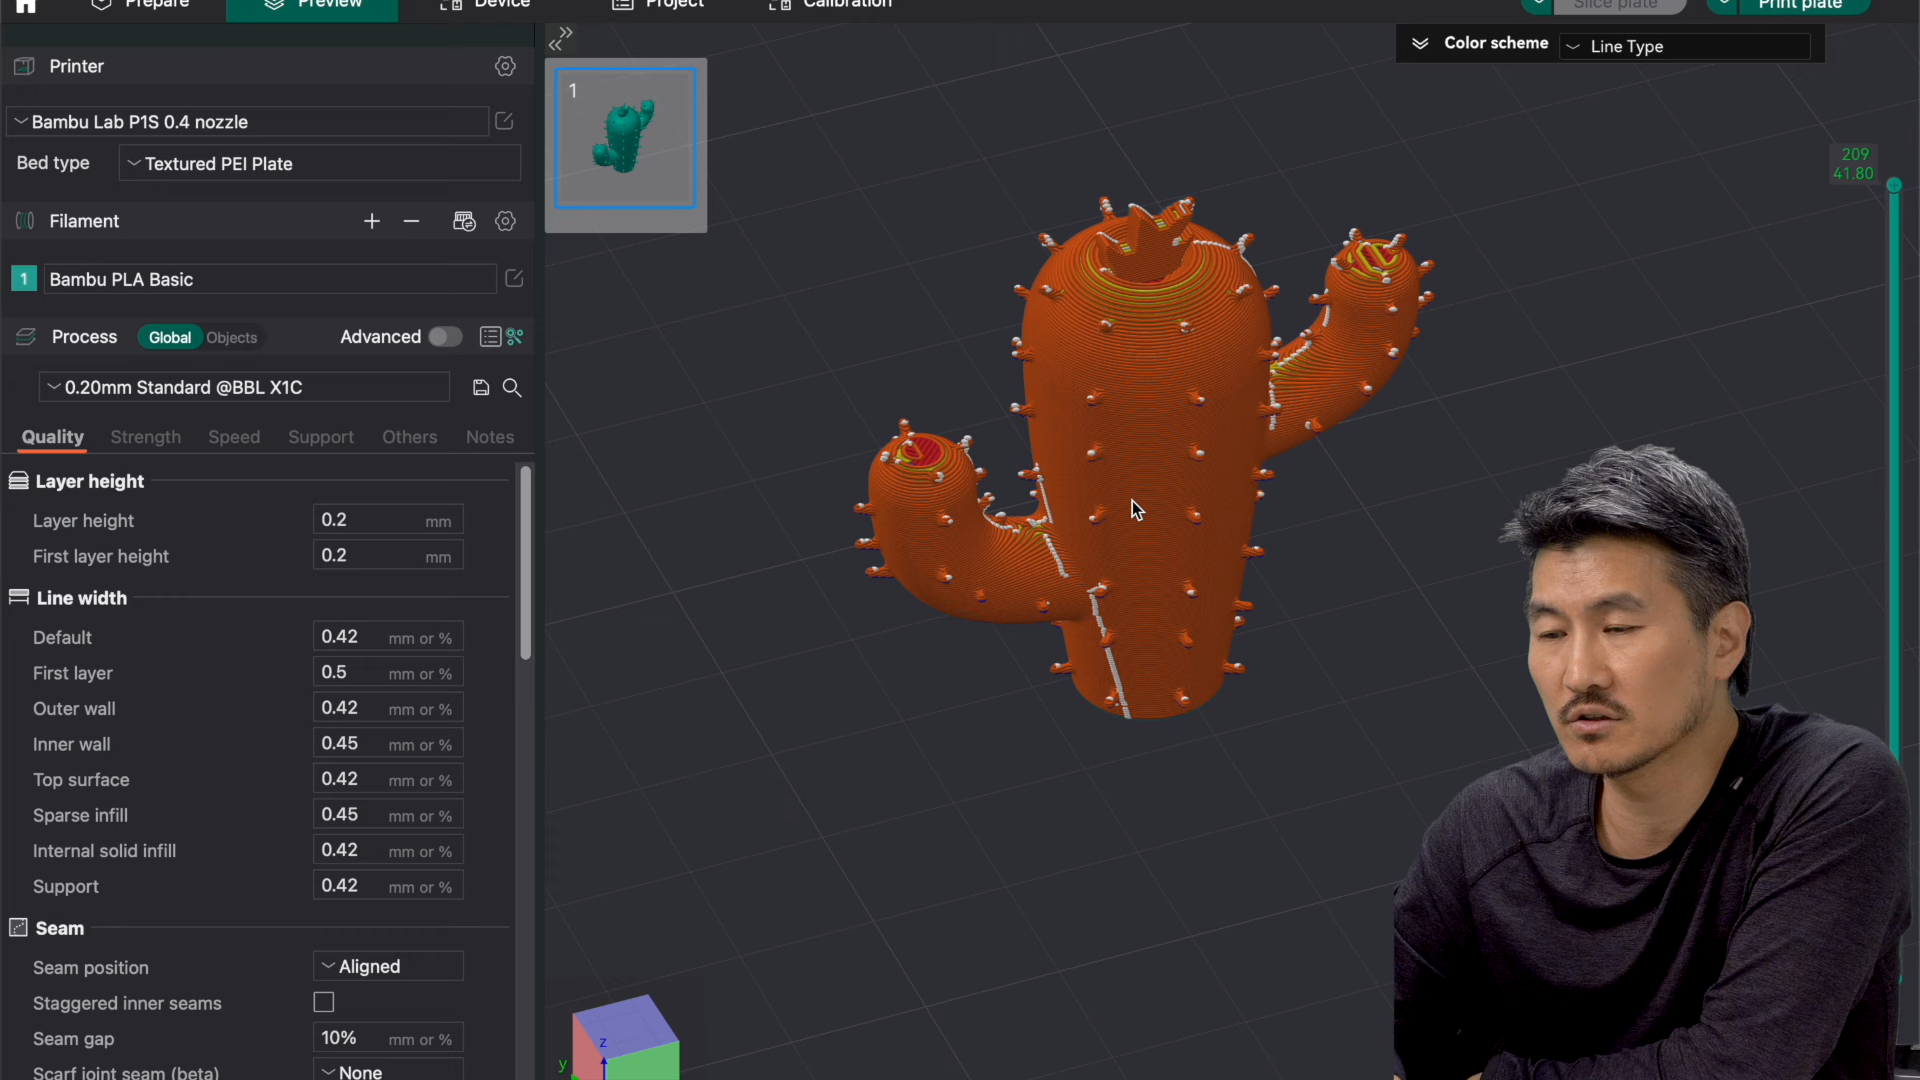 Prepare
Preview
Device
Project
Calibration
Slice plate
Print plate
Color scheme
Line Type
Printer
Bambu Lab P1S 0.4 nozzle
Bed type
Textured PEI Plate
Filament
1
Bambu PLA Basic
Process
Global
Objects
Advanced
0.20mm Standard @BBL X1C
Quality
Strength
Speed
Support
Others
Notes
Layer height
Layer height 0.2 mm
First layer height 0.2 mm
Line width
Default 0.42 mm or %
First layer 0.5 mm or %
Outer wall 0.42 mm or %
Inner wall 0.45 mm or %
Top surface 0.42 mm or %
Sparse infill 0.45 mm or %
Internal solid infill 0.42 mm or %
Support 0.42 mm or %
Seam
Seam position Aligned
Staggered inner seams
Seam gap 10% mm or %
Scarf joint seam (beta) None
1
209
41.80
z
y